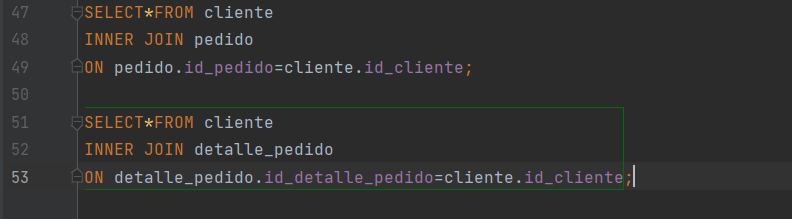 47 SELECT*FROM cliente
48 INNER JOIN pedido
49 ON pedido.id_pedido=cliente.id_cliente;
50
51 SELECT*FROM cliente
52 INNER JOIN detalle_pedido
53 ON detalle_pedido.id_detalle_pedido=cliente.id_cliente;